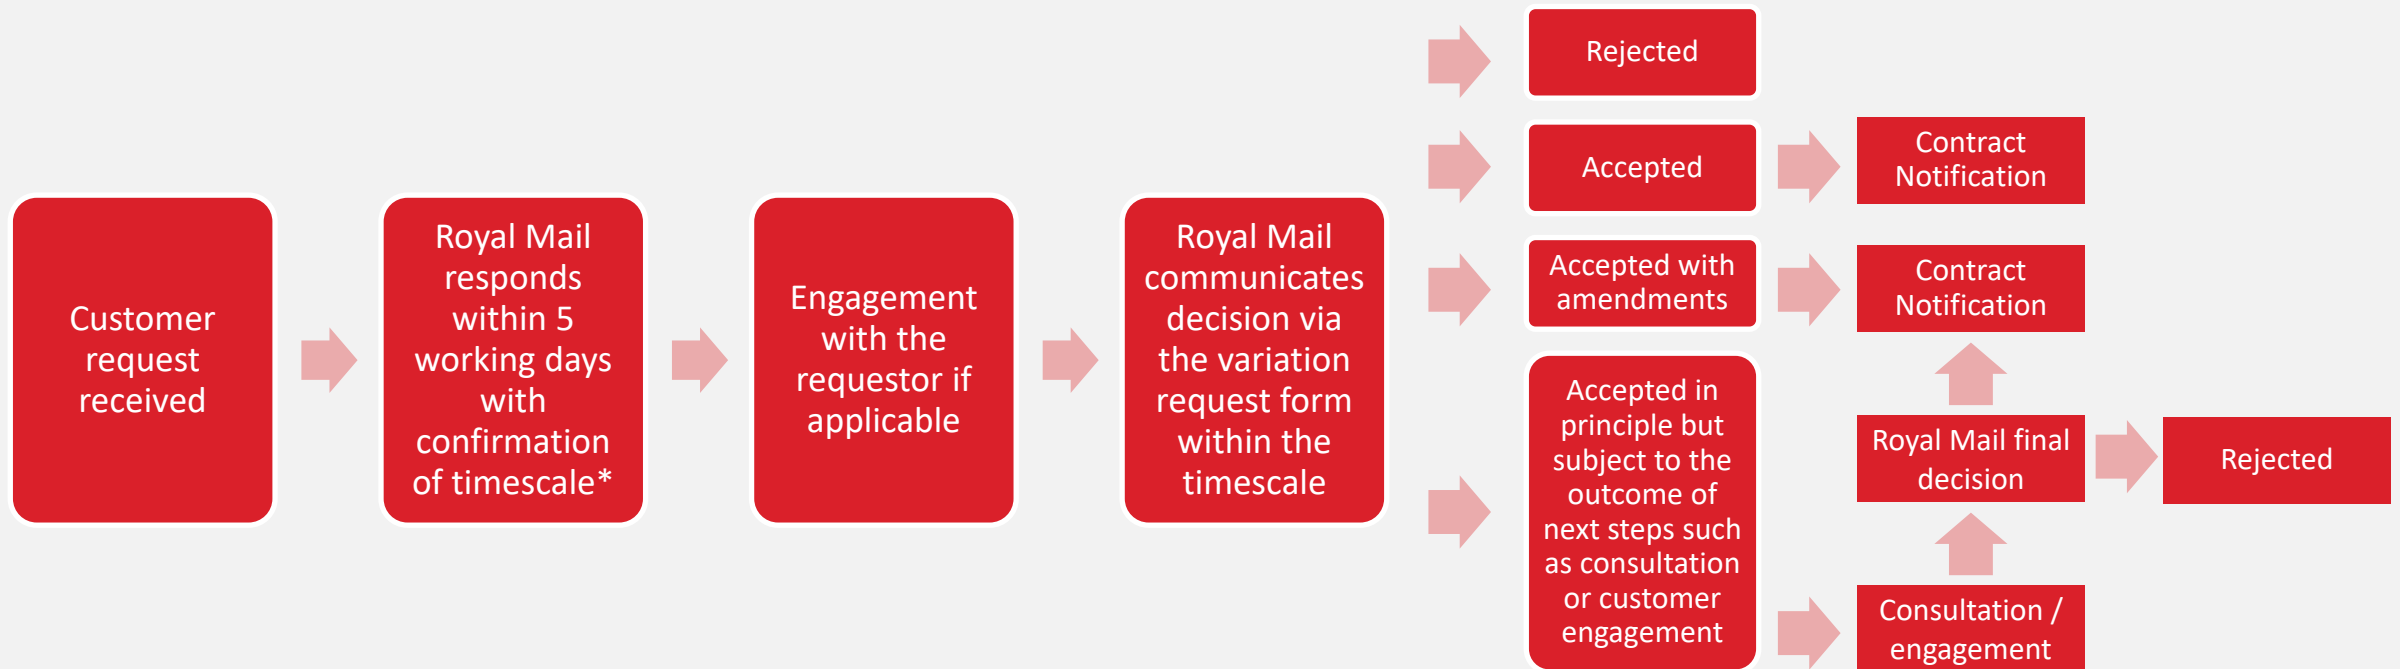 Customer
request
received
Royal Mail
responds
within 5
working days
with
confirmation
of timescale*
Engagement
with the
requestor if
applicable
Royal Mail
communicates
decision via
the variation
request form
within the
timescale
Rejected
Accepted
Contract
Notification
Accepted with
amendments
Contract
Notification
Accepted in
principle but
subject to the
outcome of
next steps such
as consultation
or customer
engagement
Consultation /
engagement
Royal Mail final
decision
Rejected